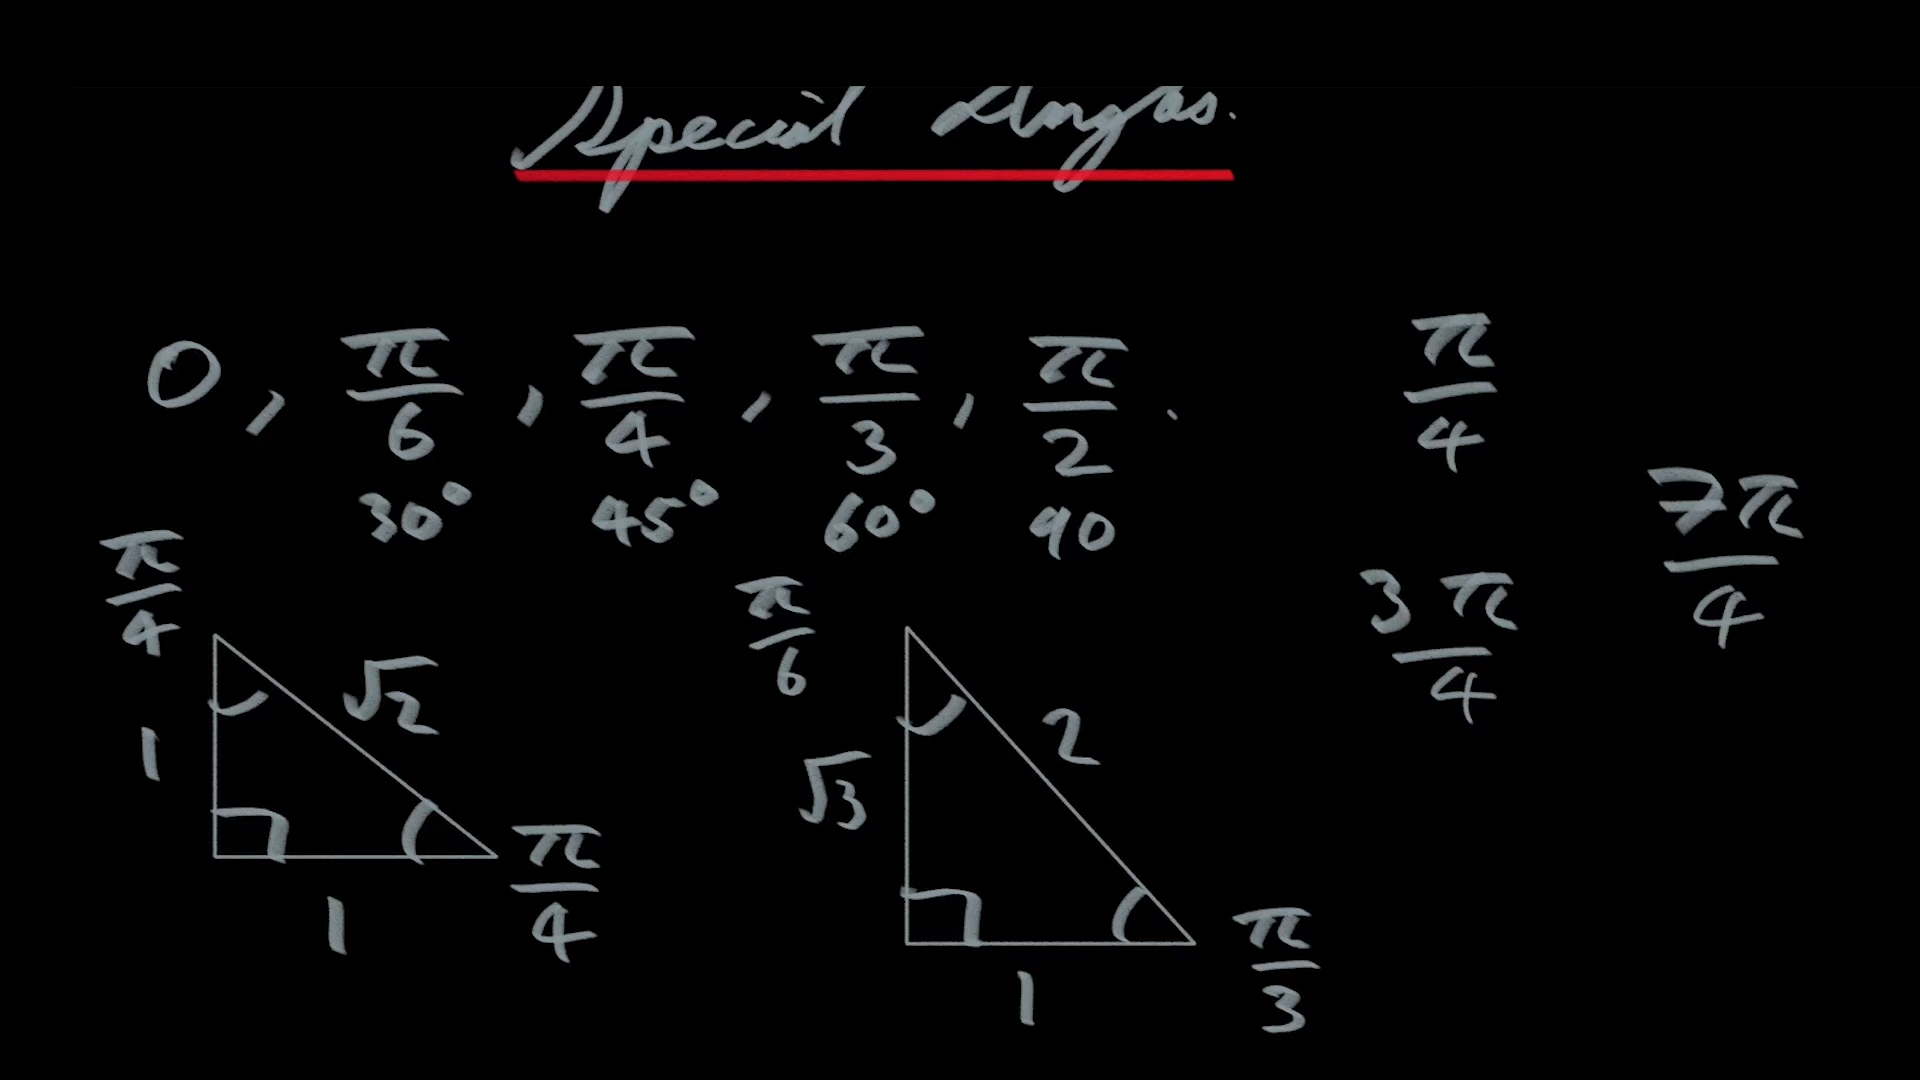 Special Angles.
0, π/6, π/4, π/3, π/2.
30° 45° 60° 90
π/4
3π/4
7π/4
π/4
1
√2
1
π/4
π/6
√3
2
1
π/3